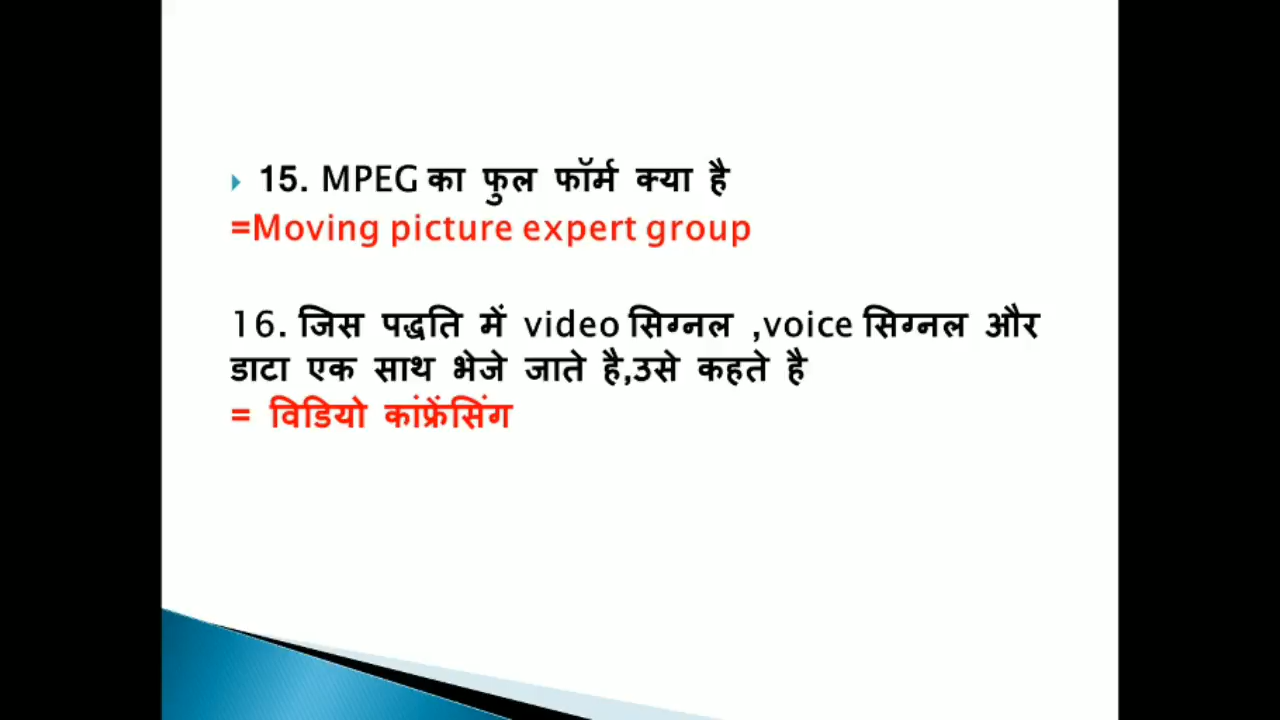 15. MPEG का फुल फॉर्म क्या है
=Moving picture expert group
16. जिस पद्धति में video सिग्नल ,voice सिग्नल और
डाटा एक साथ भेजे जाते है,उसे कहते है
= विडियो कांफ्रेंसिंग